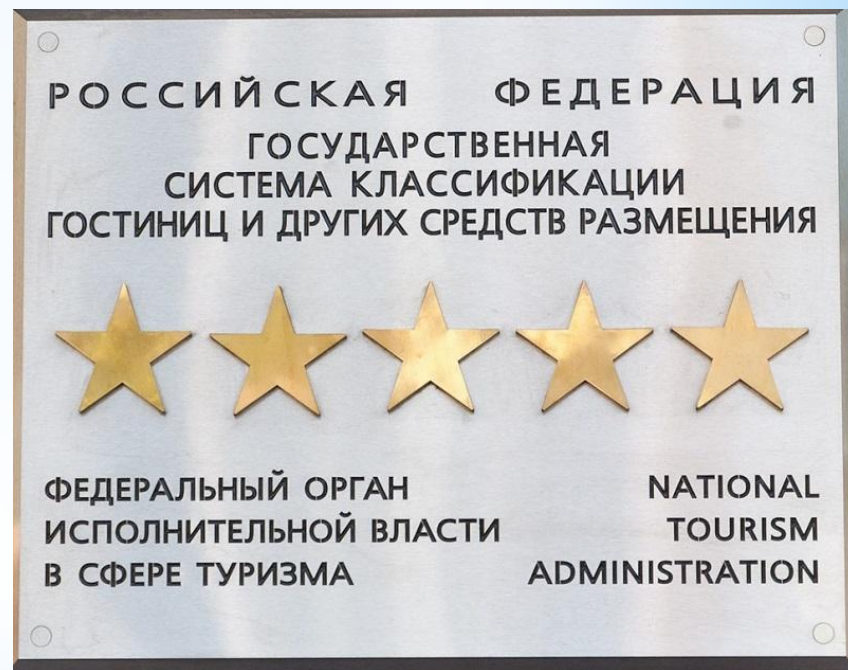 РОССИЙСКАЯ ФЕДЕРАЦИЯ
ГОСУДАРСТВЕННАЯ
СИСТЕМА КЛАССИФИКАЦИИ
ГОСТИНИЦ И ДРУГИХ СРЕДСТВ РАЗМЕЩЕНИЯ
ФЕДЕРАЛЬНЫЙ ОРГАН
ИСПОЛНИТЕЛЬНОЙ ВЛАСТИ
В СФЕРЕ ТУРИЗМА
NATIONAL
TOURISM
ADMINISTRATION